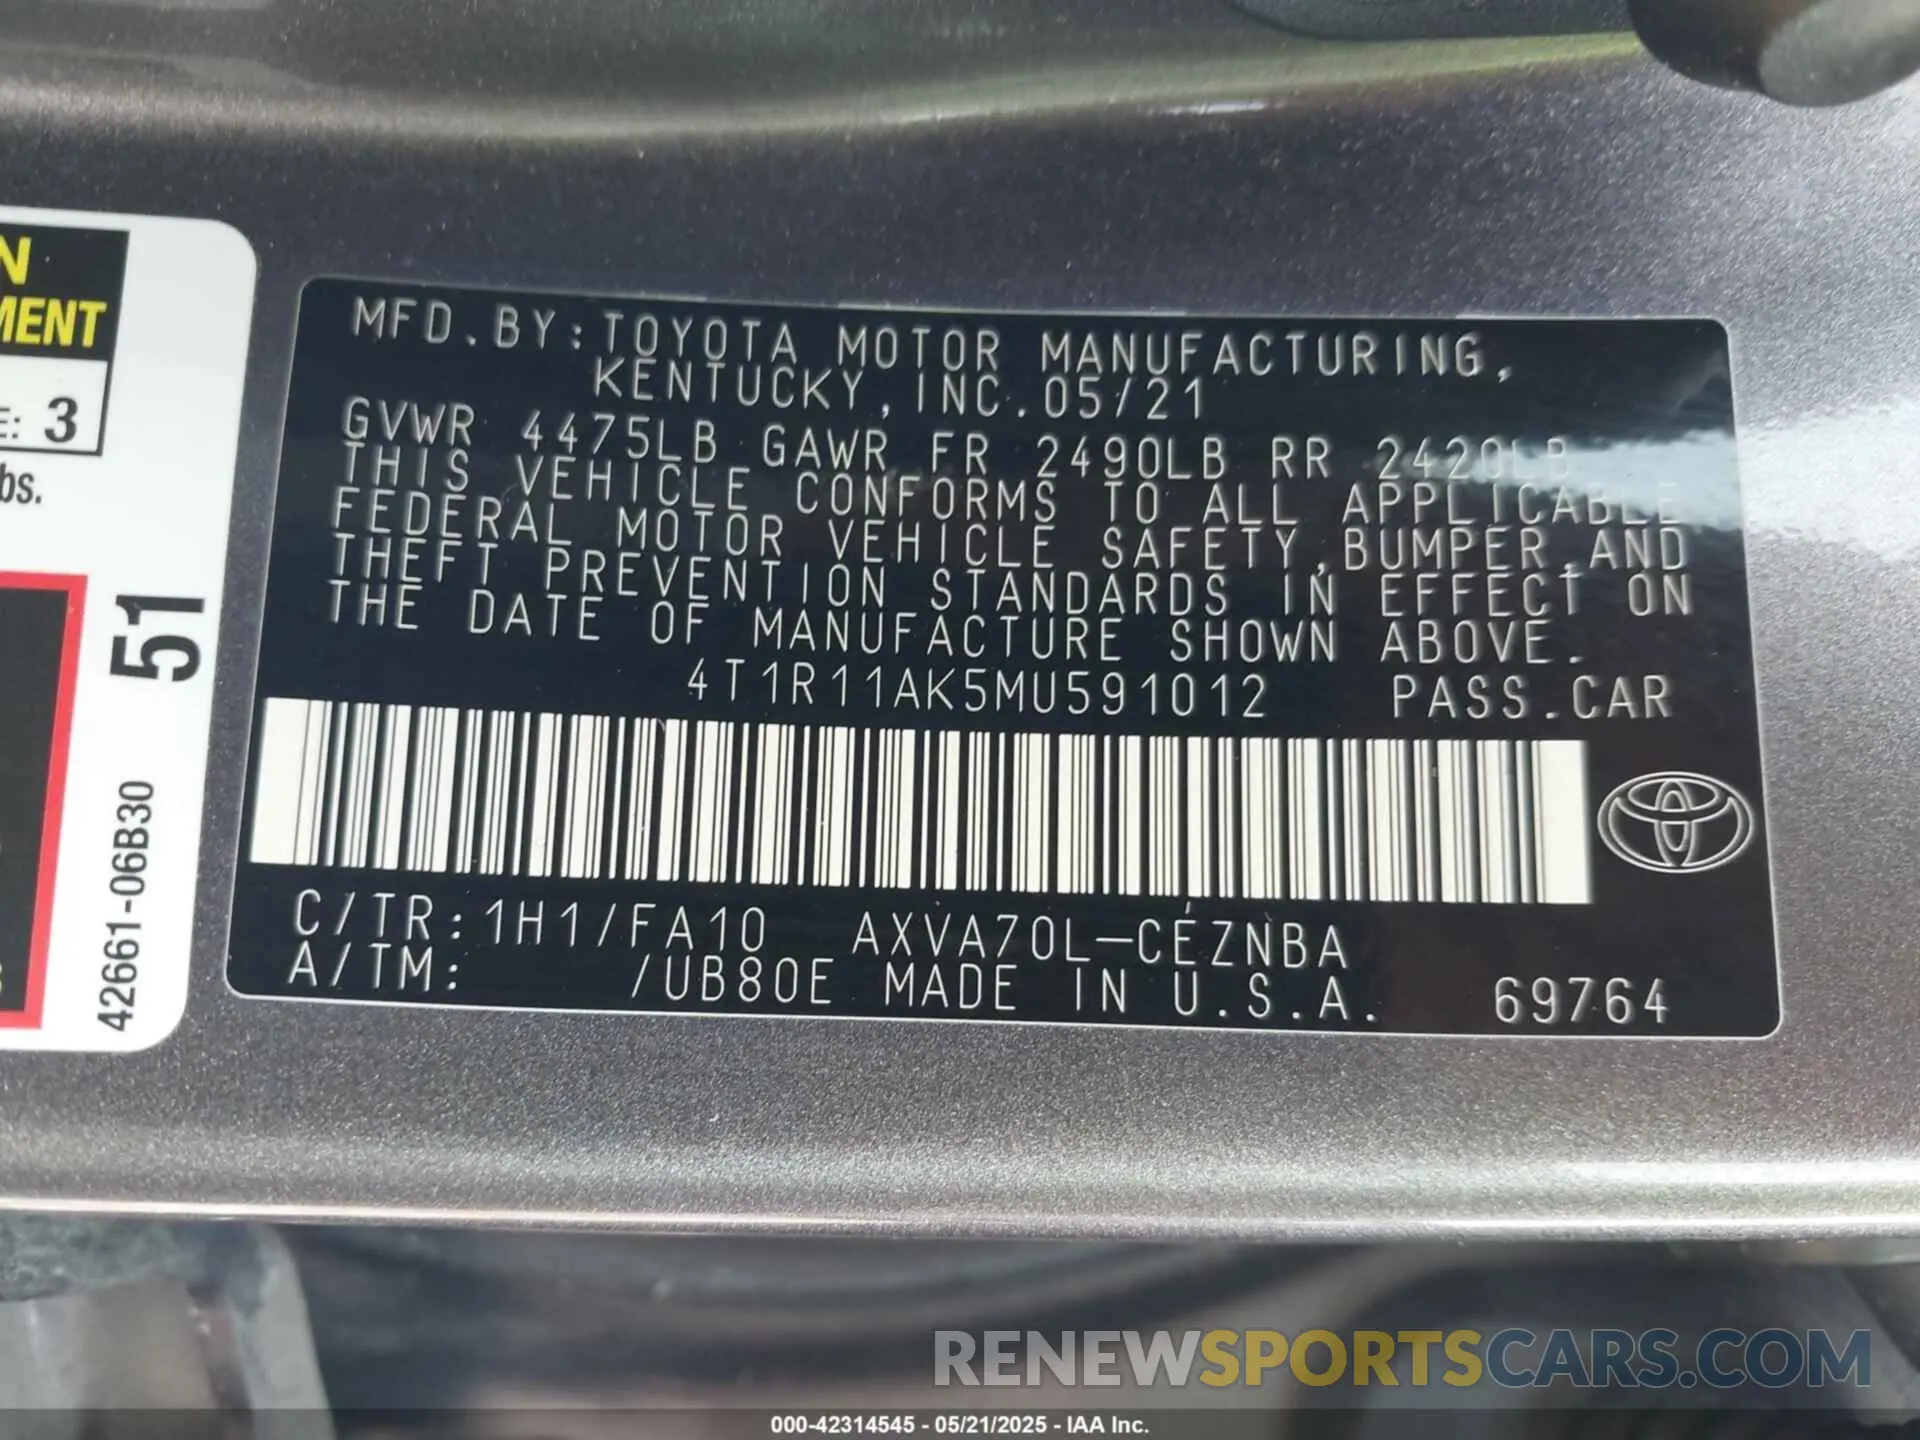 N
MENT
E: 3
bs.
51
42661-06B30
MFD.BY:TOYOTA MOTOR MANUFACTURING,
KENTUCKY,INC.05/21
GVWR 4475LB GAWR FR 2490LB RR 2420LB
THIS VEHICLE CONFORMS TO ALL APPLICABLE
FEDERAL MOTOR VEHICLE SAFETY,BUMPER,AND
THEFT PREVENTION STANDARDS IN EFFECT ON
THE DATE OF MANUFACTURE SHOWN ABOVE.
4T1R11AK5MU591012 PASS.CAR
C/TR:1H1/FA10 AXVA70L-CEZNBA
A/TM: /UB80E MADE IN U.S.A. 69764
RENEWSPORTSCARS.COM
000-42314545 - 05/21/2025 - IAA Inc.